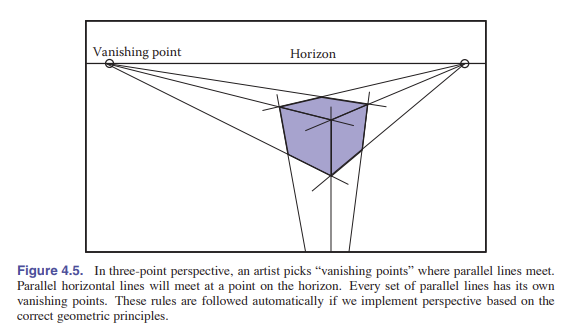 Vanishing point
Horizon
Figure 4.5. In three-point perspective, an artist picks “vanishing points” where parallel lines meet.
Parallel horizontal lines will meet at a point on the horizon. Every set of parallel lines has its own
vanishing points. These rules are followed automatically if we implement perspective based on the
correct geometric principles.